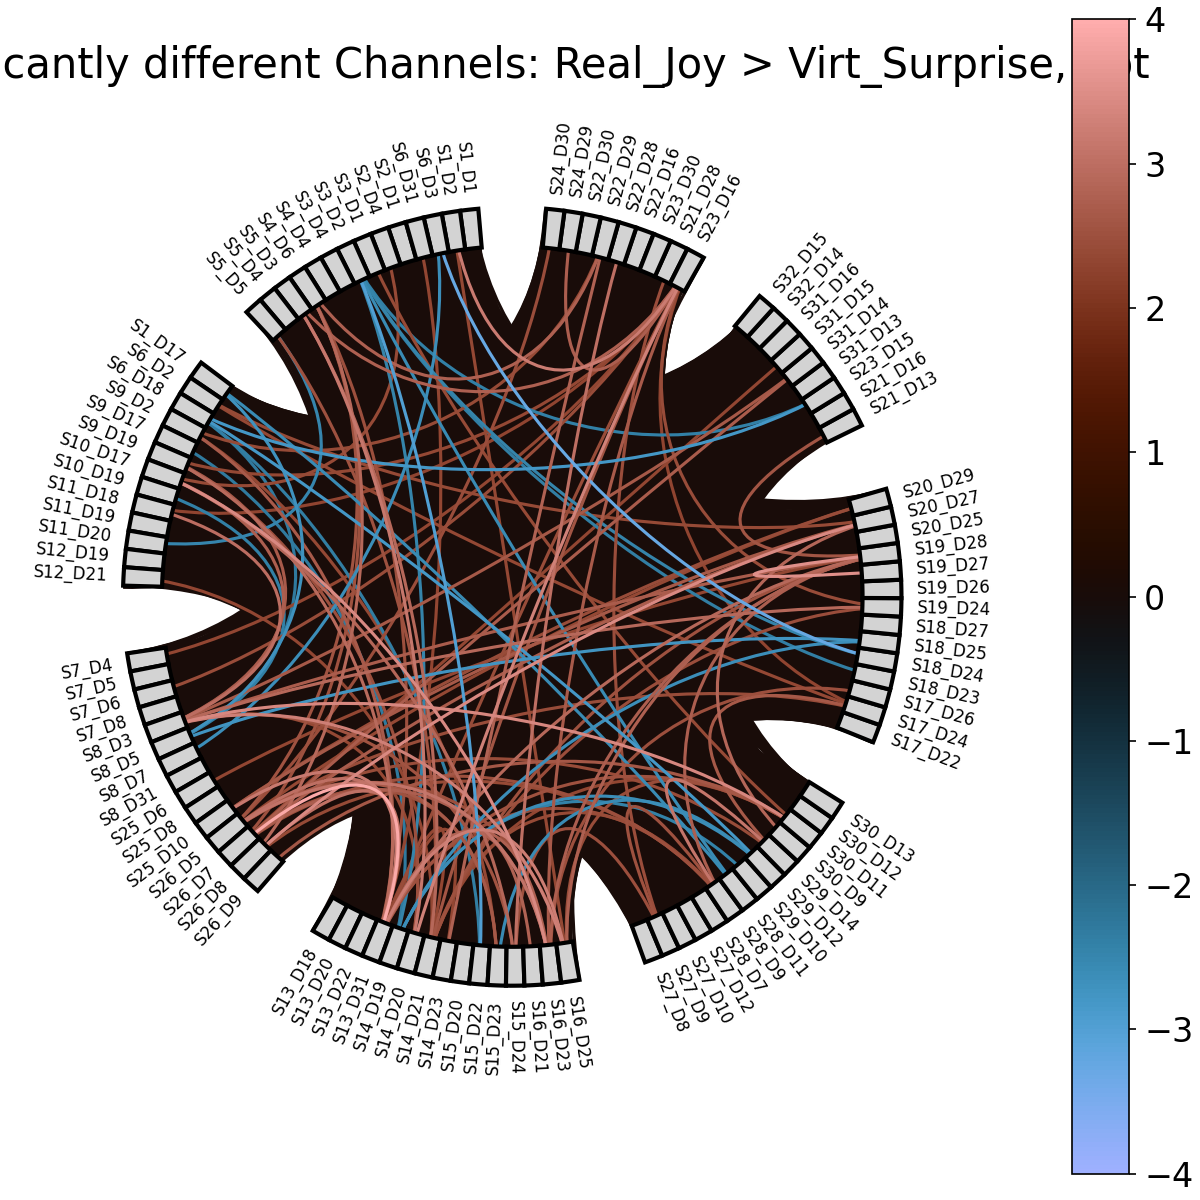 cantly different Channels: Real_Joy > Virt_Surprise,
S1_D1
S1_D2
S6_D3
S6_D31
S2_D1
S2_D4
S3_D1
S3_D2
S3_D4
S4_D4
S4_D6
S5_D3
S5_D4
S5_D5
S1_D17
S6_D2
S6_D18
S9_D2
S9_D17
S9_D19
S10_D17
S10_D19
S11_D18
S11_D19
S11_D20
S12_D19
S12_D21
S7_D4
S7_D5
S7_D6
S7_D8
S8_D3
S8_D5
S8_D7
S8_D31
S25_D6
S25_D8
S25_D10
S26_D5
S26_D7
S26_D8
S26_D9
S13_D18
S13_D20
S13_D22
S13_D31
S14_D19
S14_D20
S14_D21
S14_D23
S15_D20
S15_D22
S15_D23
S15_D24
S16_D21
S16_D23
S16_D25
S27_D8
S27_D9
S27_D10
S27_D12
S28_D7
S28_D9
S28_D11
S29_D10
S29_D12
S29_D14
S30_D9
S30_D11
S30_D12
S30_D13
S17_D22
S17_D24
S17_D26
S18_D23
S18_D24
S18_D25
S18_D27
S19_D24
S19_D26
S19_D27
S19_D28
S20_D25
S20_D27
S20_D29
S21_D13
S21_D16
S23_D15
S31_D13
S31_D14
S31_D15
S31_D16
S32_D14
S32_D15
S23_D16
S21_D28
S23_D30
S22_D16
S22_D28
S22_D29
S22_D30
S24_D29
S24_D30
4
3
2
1
0
−1
−2
−3
−4